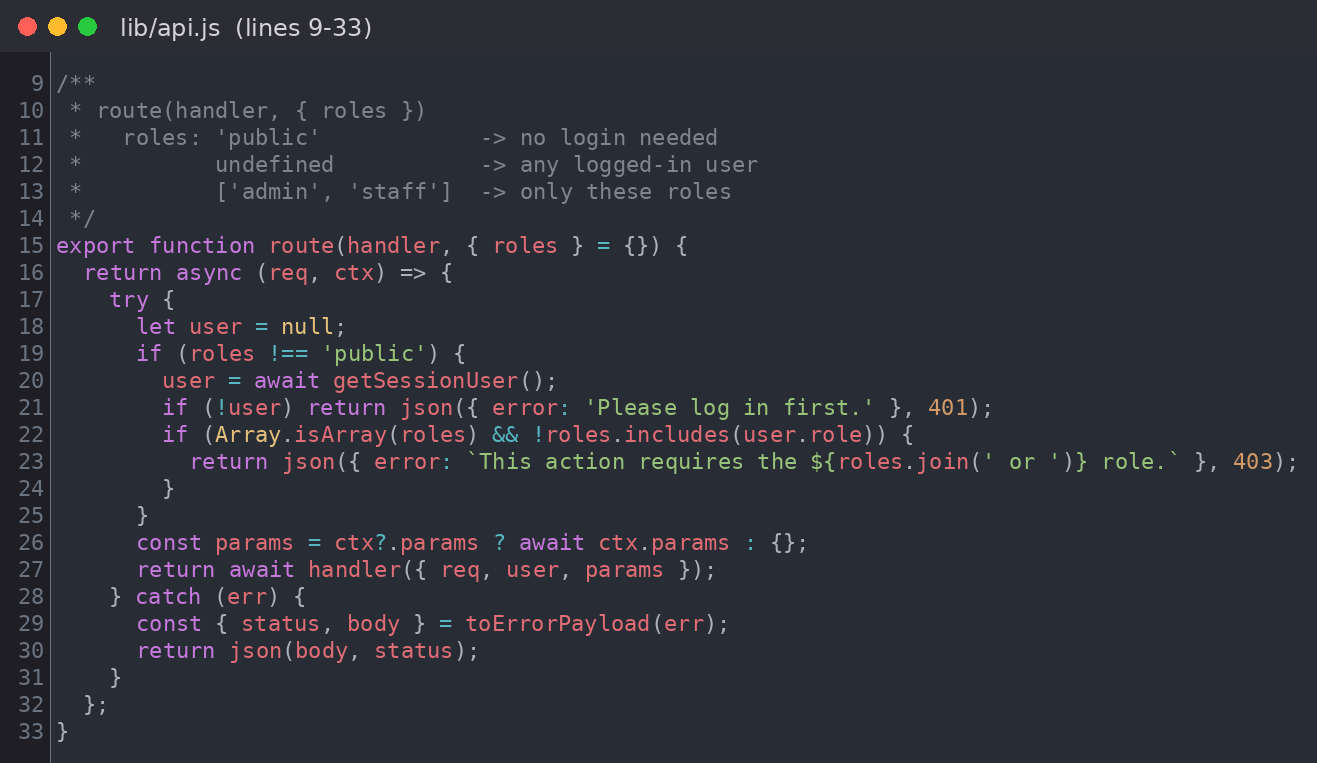 lib/api.js  (lines 9-33)
9 /**
10  * route(handler, { roles })
11  *   roles: 'public'            -> no login needed
12  *          undefined           -> any logged-in user
13  *          ['admin', 'staff']  -> only these roles
14  */
15 export function route(handler, { roles } = {}) {
16   return async (req, ctx) => {
17     try {
18       let user = null;
19       if (roles !== 'public') {
20         user = await getSessionUser();
21         if (!user) return json({ error: 'Please log in first.' }, 401);
22         if (Array.isArray(roles) && !roles.includes(user.role)) {
23           return json({ error: `This action requires the ${roles.join(' or ')} role.` }, 403);
24         }
25       }
26       const params = ctx?.params ? await ctx.params : {};
27       return await handler({ req, user, params });
28     } catch (err) {
29       const { status, body } = toErrorPayload(err);
30       return json(body, status);
31     }
32   };
33 }